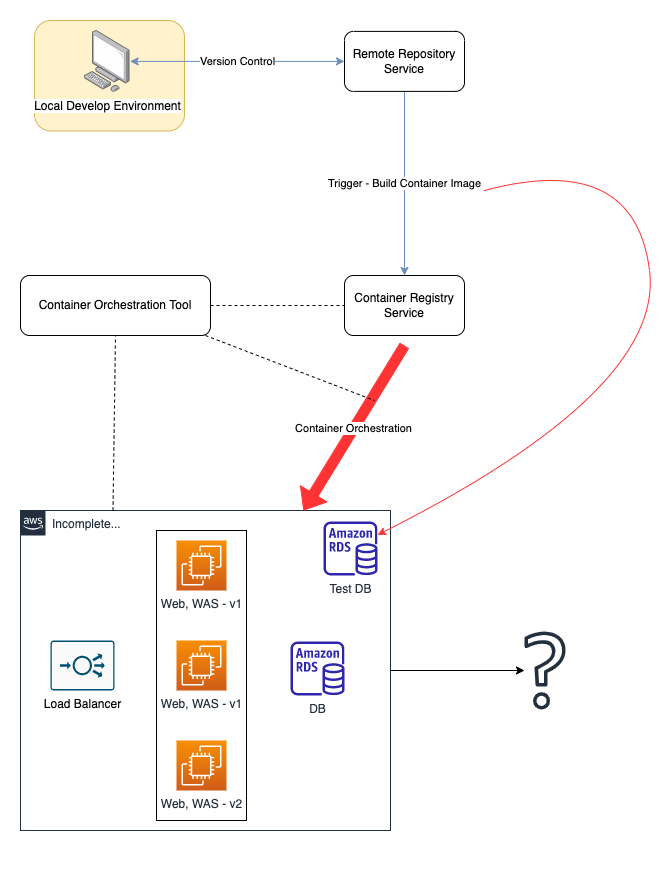 Version Control
Remote Repository
Service
Local Develop Environment
Trigger - Build Container Image
Container Orchestration Tool
Container Registry
Service
Container Orchestration
aws
Incomplete...
Amazon
RDS
Test DB
Web, WAS - v1
Amazon
RDS
DB
Load Balancer
Web, WAS - v1
Web, WAS - v2
?